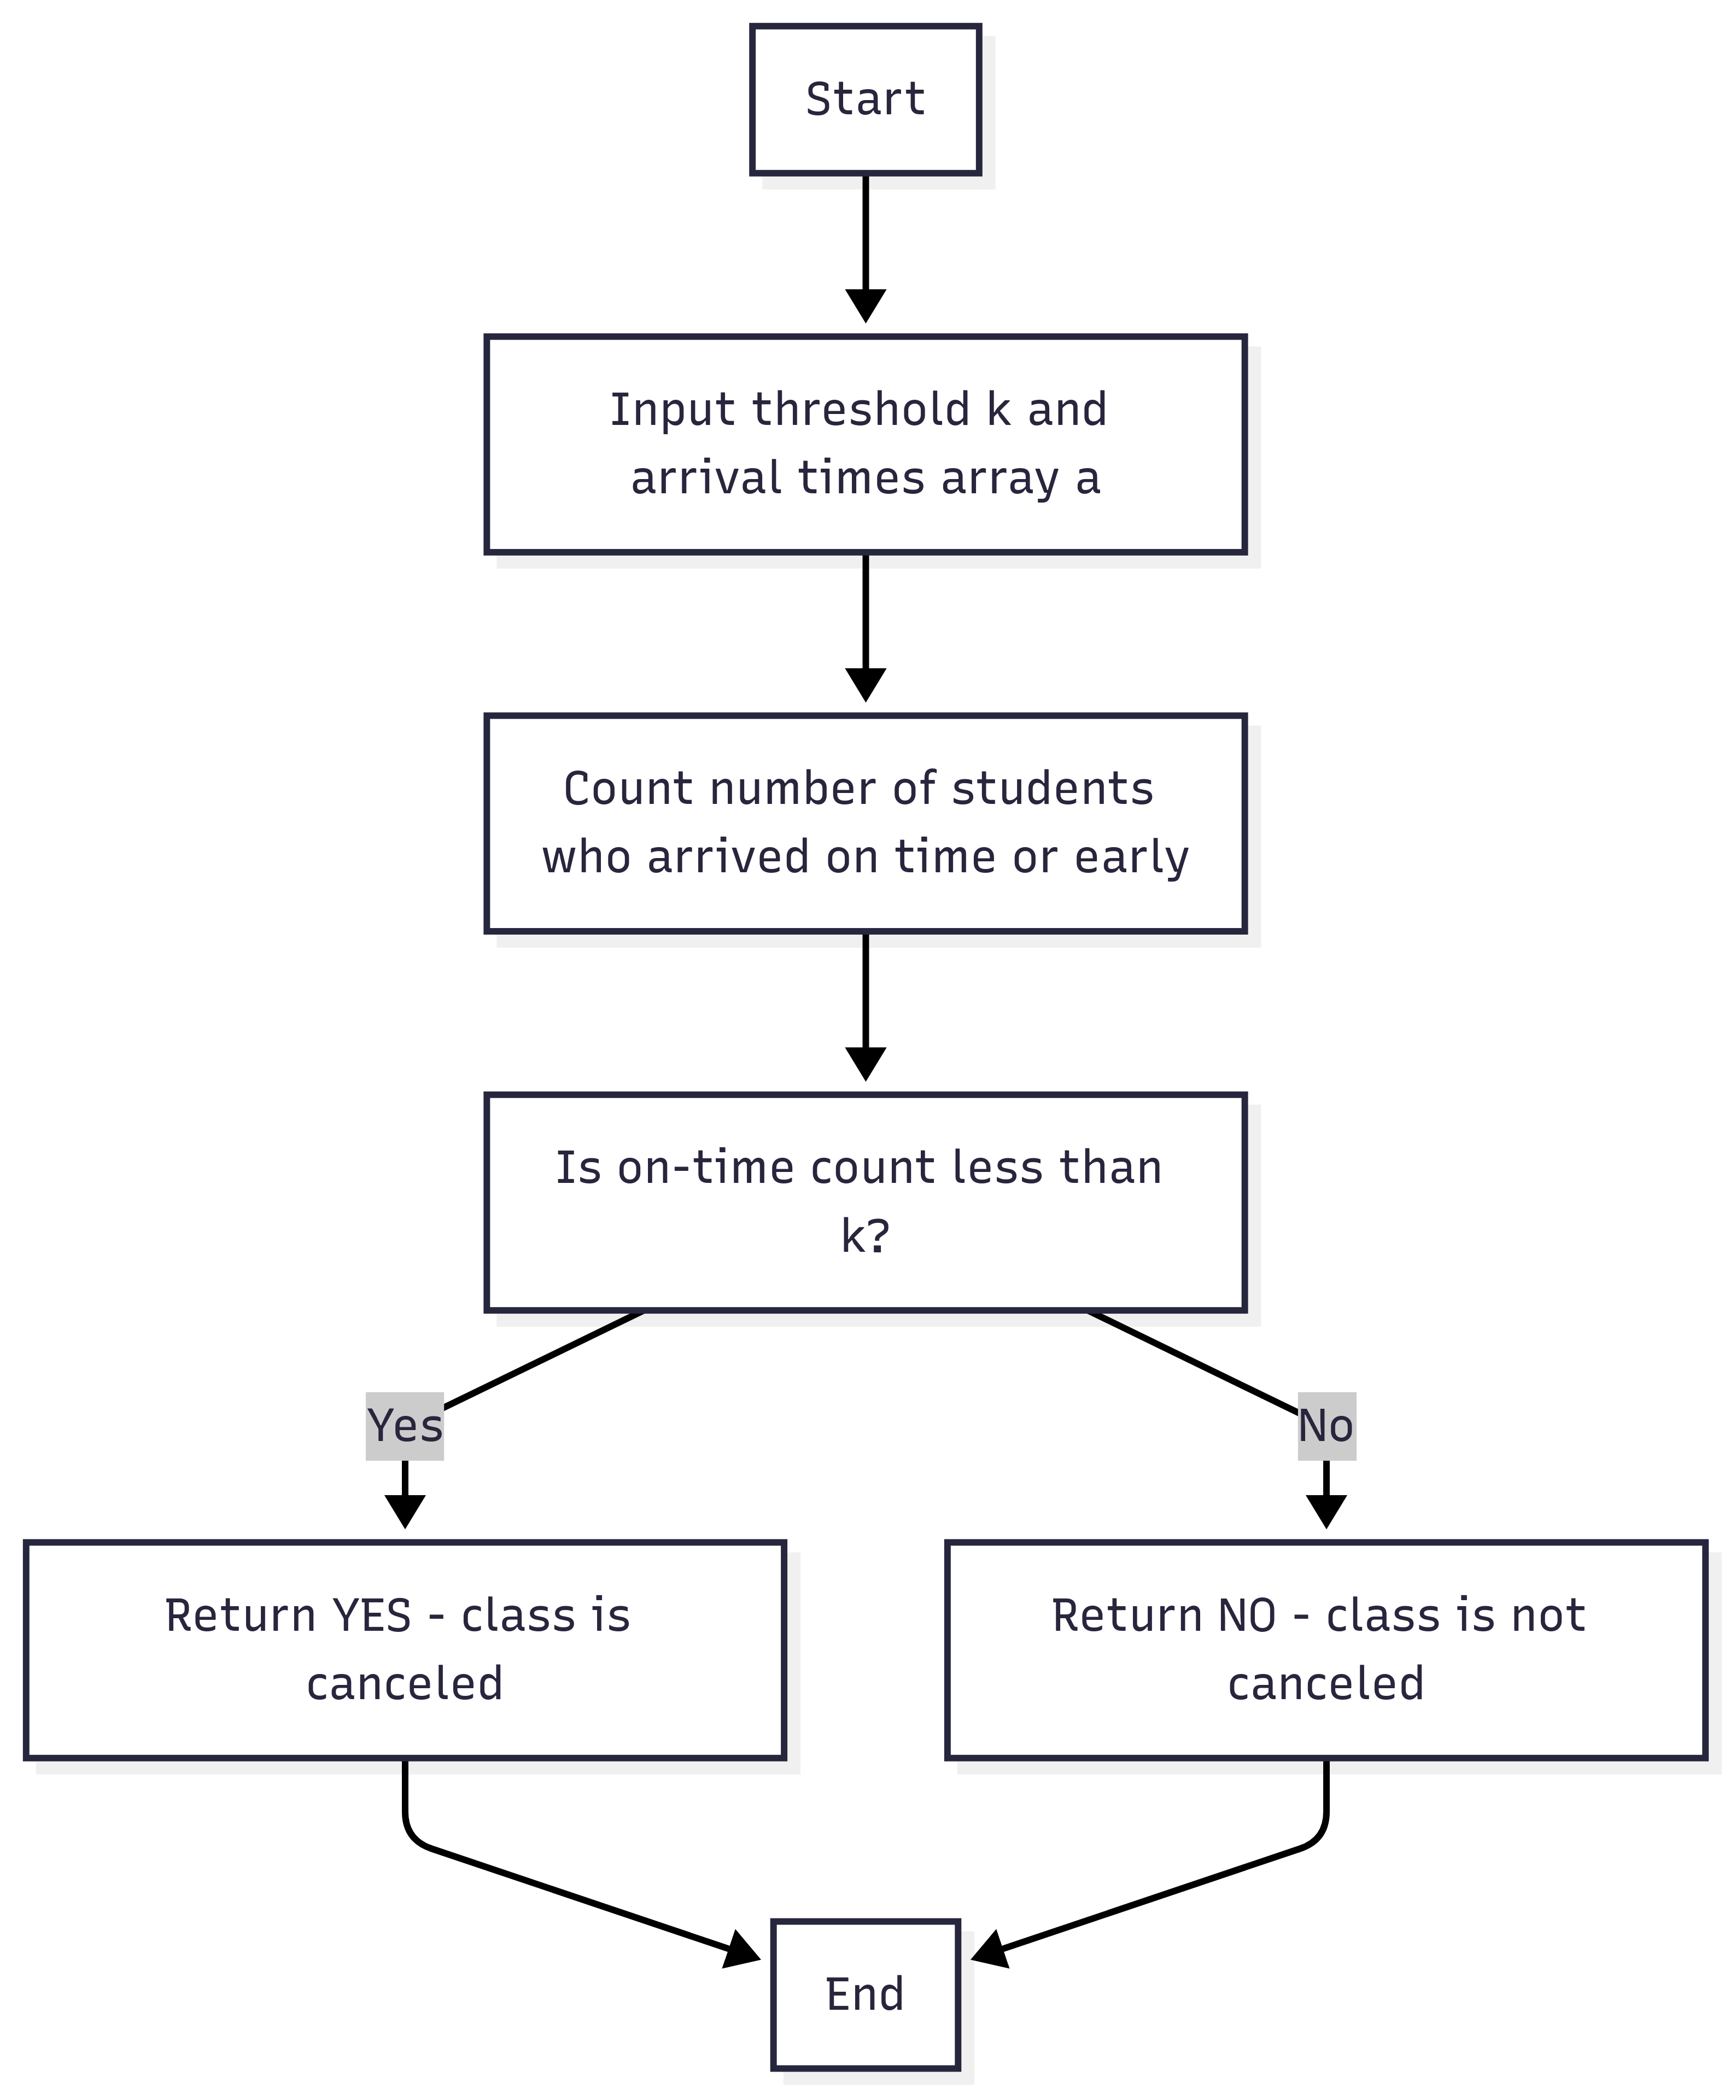 Start
Input threshold k and
arrival times array a
Count number of students
who arrived on time or early
Is on-time count less than
k?
Yes
No
Return YES - class is
canceled
Return NO - class is not
canceled
End